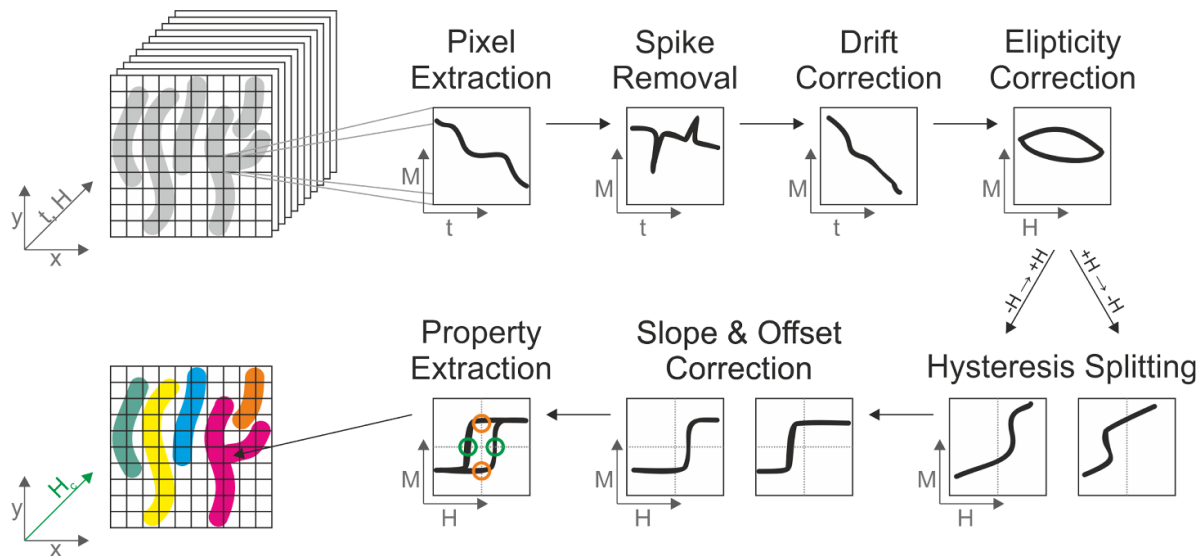 Pixel
Extraction
Spike
Removal
Drift
Correction
Elipticity
Correction
y
t, H
x
M
t
M
t
M
t
M
H
-H → +H
+H → -H
Property
Extraction
Slope & Offset
Correction
Hysteresis Splitting
y
Hc
x
M
H
M
H
M
H